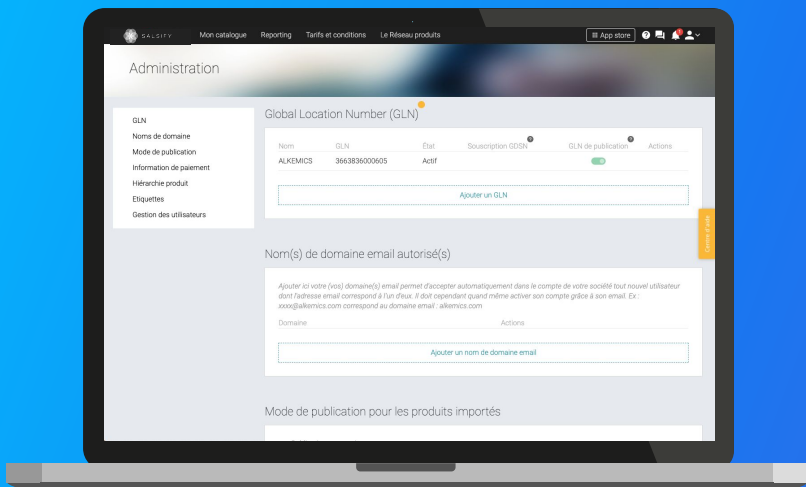 SALSIFY
Mon catalogue
Reporting
Tarifs et conditions
Le Réseau produits
App store
Administration
GLN
Noms de domaine
Mode de publication
Information de paiement
Hiérarchie produit
Etiquettes
Gestion des utilisateurs
Global Location Number (GLN)
Nom GLN État Souscription GDSN GLN de publication Actions
ALKEMICS 3663836000605 Actif
Ajouter un GLN
Centre d'aide
Nom(s) de domaine email autorisé(s)
Ajouter ici votre (vos) domaine(s) email permet d'accepter automatiquement dans le compte de votre société tout nouvel utilisateur
dont l'adresse email correspond à l'un d'eux. Il doit cependant quand même activer son compte grâce à son email. Ex :
xxxx@alkemics.com correspond au domaine email : alkemics.com
Domaine Actions
Ajouter un nom de domaine email
Mode de publication pour les produits importés